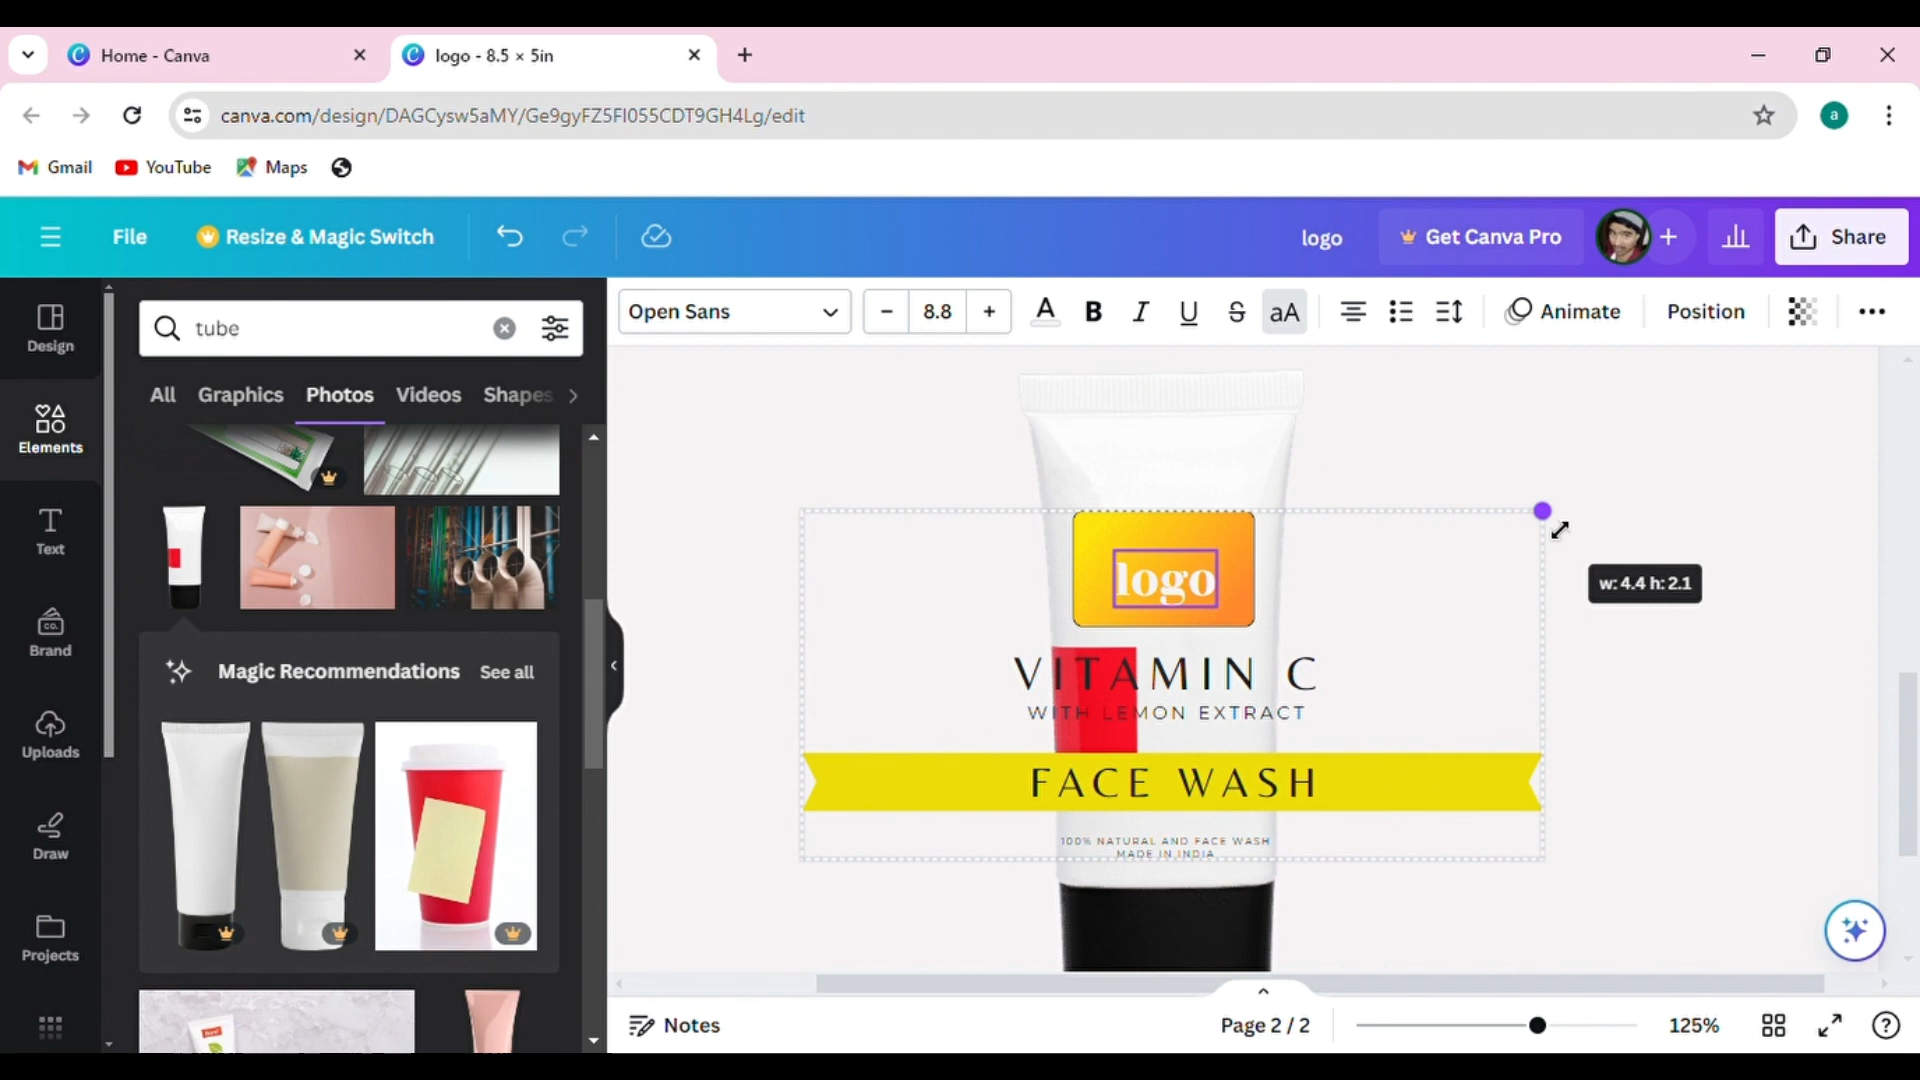 Home - Canva
logo - 8.5 × 5in
canva.com/design/DAGCysw5aMY/Ge9gyFZ5FI055CDT9GH4Lg/edit
a
Gmail
YouTube
Maps
File
Resize & Magic Switch
logo
Get Canva Pro
Share
Design
Elements
Text
CO.
Brand
Uploads
Draw
Projects
tube
All
Graphics
Photos
Videos
Shapes
Magic Recommendations
See all
Open Sans
8.8
A
B
I
U
S
aA
Animate
Position
logo
w: 4.4 h: 2.1
VITAMIN C
WITH LEMON EXTRACT
FACE WASH
100% NATURAL AND FACE WASH
MADE IN INDIA
Notes
Page 2 / 2
125%